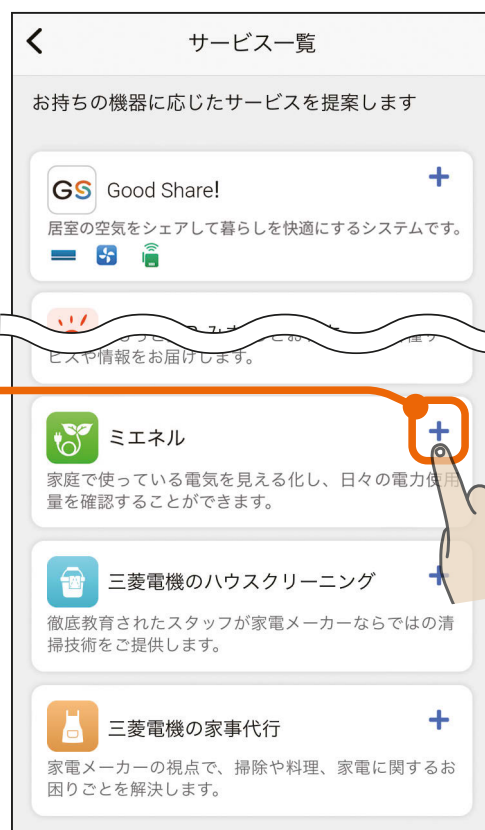 サービス一覧
お持ちの機器に応じたサービスを提案します
GS Good Share!
居室の空気をシェアして暮らしを快適にするシステムです。
ビスや情報をお届けします。
ミエネル
家庭で使っている電気を見える化し、日々の電力使用
量を確認することができます。
三菱電機のハウスクリーニング
徹底教育されたスタッフが家電メーカーならではの清
掃技術をご提供します。
三菱電機の家事代行
家電メーカーの視点で、掃除や料理、家電に関するお
困りごとを解決します。